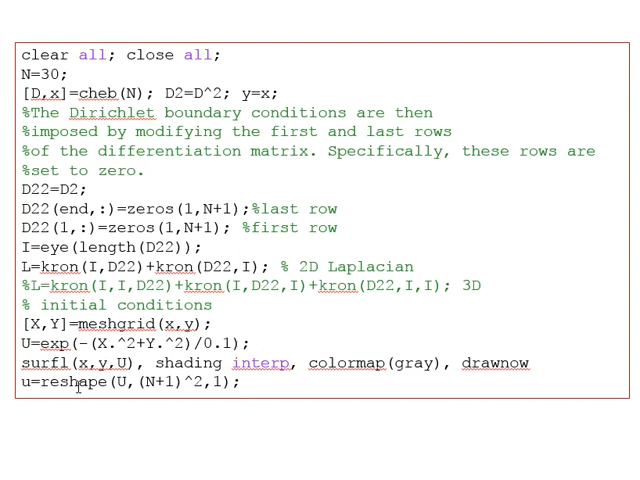 clear all; close all;
N=30;
[D,x]=cheb(N); D2=D^2; y=x;
%The Dirichlet boundary conditions are then
%imposed by modifying the first and last rows
%of the differentiation matrix. Specifically, these rows are
%set to zero.
D22=D2;
D22(end,:)=zeros(1,N+1);%last row
D22(1,:)=zeros(1,N+1); %first row
I=eye(length(D22));
L=kron(I,D22)+kron(D22,I); % 2D Laplacian
%L=kron(I,I,D22)+kron(I,D22,I)+kron(D22,I,I); 3D
% initial conditions
[X,Y]=meshgrid(x,y);
U=exp(-(X.^2+Y.^2)/0.1);
surfl(x,y,U), shading interp, colormap(gray), drawnow
u=reshape(U,(N+1)^2,1);